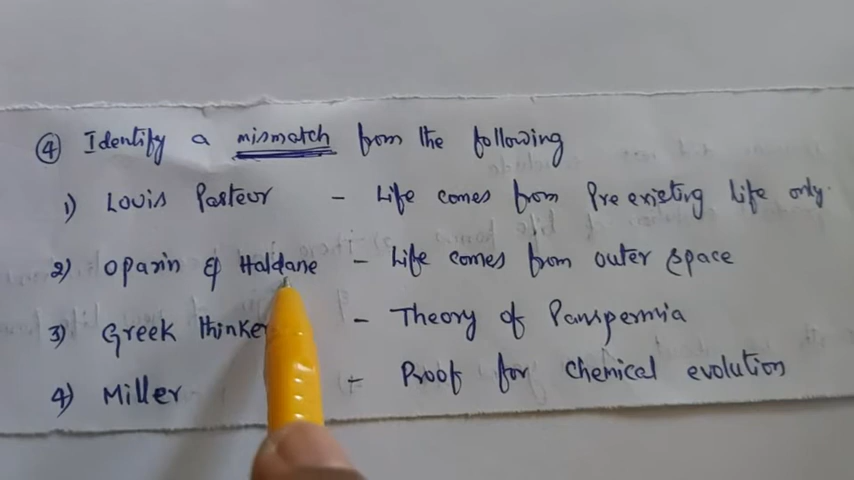 ④ Identify a mismatch from the following
1) Louis Pasteur - Life comes from Pre existing life only.
2) Oparin & Haldane - Life comes from outer space
3) Greek thinker - Theory of Panspermia
4) Miller - Proof for chemical evolution